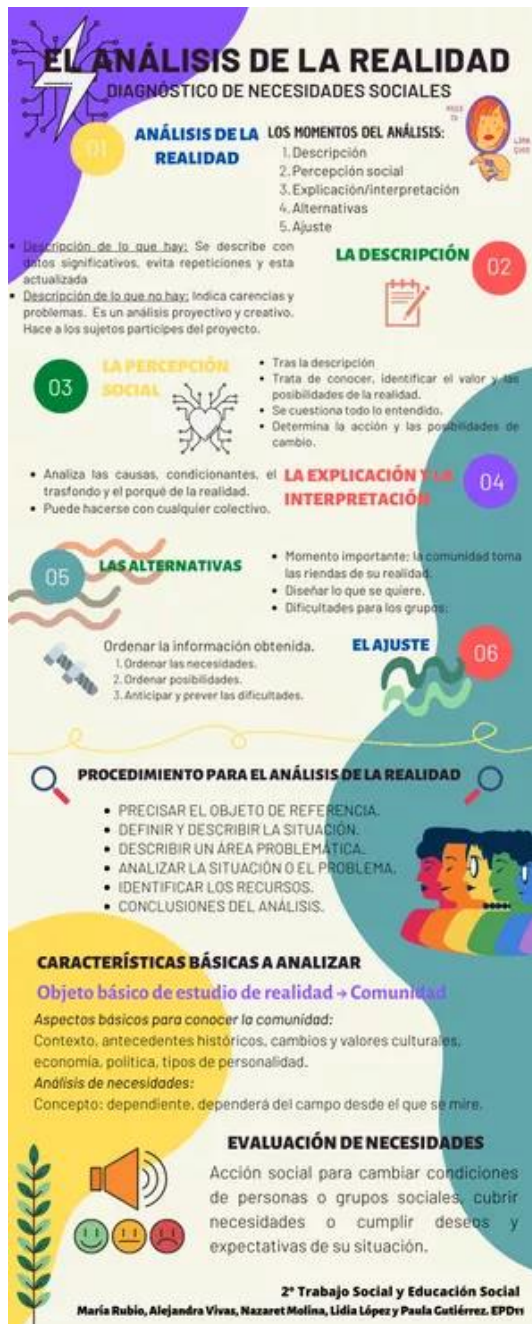 EL ANÁLISIS DE LA REALIDAD
DIAGNÓSTICO DE NECESIDADES SOCIALES
01
ANÁLISIS DE LA
REALIDAD
LOS MOMENTOS DEL ANÁLISIS:
1. Descripción
2. Percepción social
3. Explicación/interpretación
4. Alternativas
5. Ajuste
LA DESCRIPCIÓN
02
• Descripción de lo que hay: Se describe con
datos significativos, evita repeticiones y esta
actualizada
• Descripción de lo que no hay: Indica carencias y
problemas. Es un análisis proyectivo y creativo.
Hace a los sujetos partícipes del proyecto.
03
LA PERCEPCIÓN
SOCIAL
• Tras la descripción
• Trata de conocer, identificar el valor y las
posibilidades de la realidad.
• Se cuestiona todo lo entendido.
• Determina la acción y las posibilidades de
cambio.
LA EXPLICACIÓN Y LA
INTERPRETACIÓN
04
• Analiza las causas, condicionantes, el
trasfondo y el porqué de la realidad.
• Puede hacerse con cualquier colectivo.
05
LAS ALTERNATIVAS
• Momento importante: la comunidad toma
las riendas de su realidad.
• Diseñar lo que se quiere.
• Dificultades para los grupos.
EL AJUSTE
06
Ordenar la información obtenida.
1. Ordenar las necesidades.
2. Ordenar posibilidades.
3. Anticipar y prever las dificultades.
PROCEDIMIENTO PARA EL ANÁLISIS DE LA REALIDAD
• PRECISAR EL OBJETO DE REFERENCIA.
• DEFINIR Y DESCRIBIR LA SITUACIÓN.
• DESCRIBIR UN ÁREA PROBLEMÁTICA.
• ANALIZAR LA SITUACIÓN O EL PROBLEMA.
• IDENTIFICAR LOS RECURSOS.
• CONCLUSIONES DEL ANÁLISIS.
CARACTERÍSTICAS BÁSICAS A ANALIZAR
Objeto básico de estudio de realidad → Comunidad
Aspectos básicos para conocer la comunidad:
Contexto, antecedentes históricos, cambios y valores culturales,
economía, política, tipos de personalidad.
Análisis de necesidades:
Concepto: dependiente, dependerá del campo desde el que se mire.
EVALUACIÓN DE NECESIDADES
Acción social para cambiar condiciones
de personas o grupos sociales, cubrir
necesidades o cumplir deseos y
expectativas de su situación.
2º Trabajo Social y Educación Social
María Rubio, Alejandra Vivas, Nazaret Molina, Lidia López y Paula Gutiérrez. EPD11